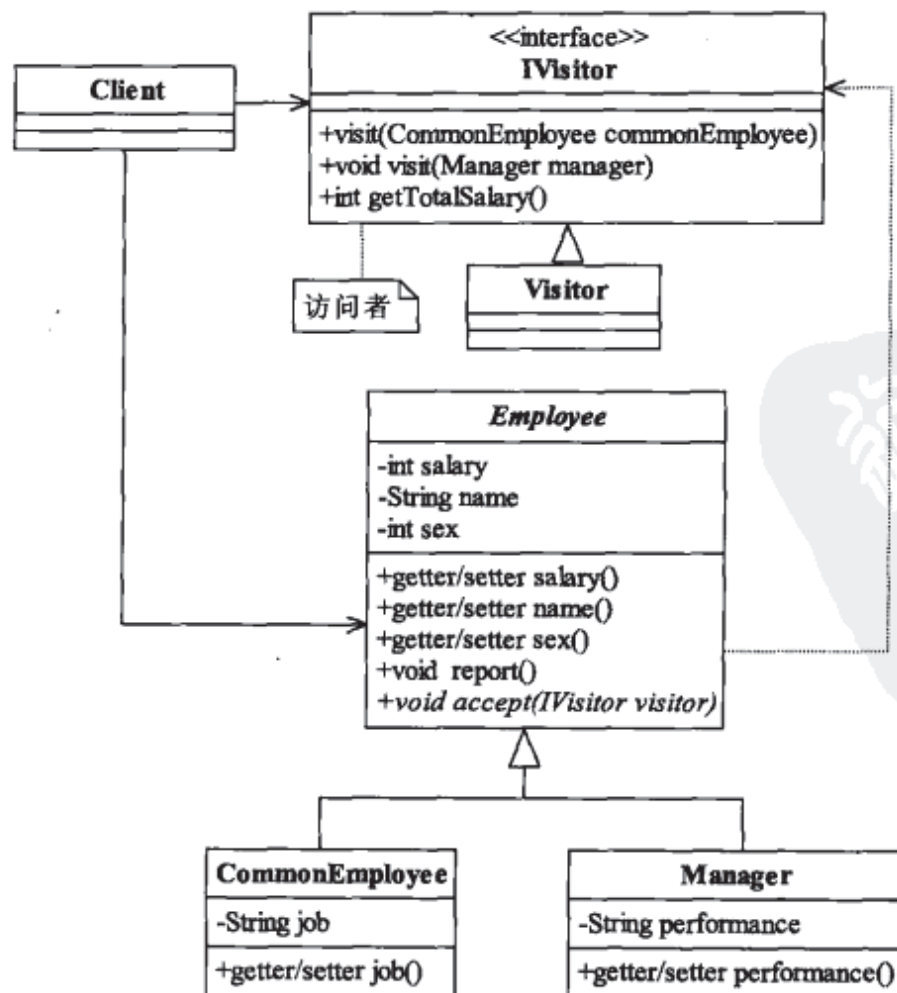 <<interface>>
IVisitor
Client
+visit(CommonEmployee commonEmployee)
+void visit(Manager manager)
+int getTotalSalary()
访问者
Visitor
Employee
-int salary
-String name
-int sex
+getter/setter salary()
+getter/setter name()
+getter/setter sex()
+void report()
+void accept(IVisitor visitor)
CommonEmployee
-String job
+getter/setter job()
Manager
-String performance
+getter/setter performance()